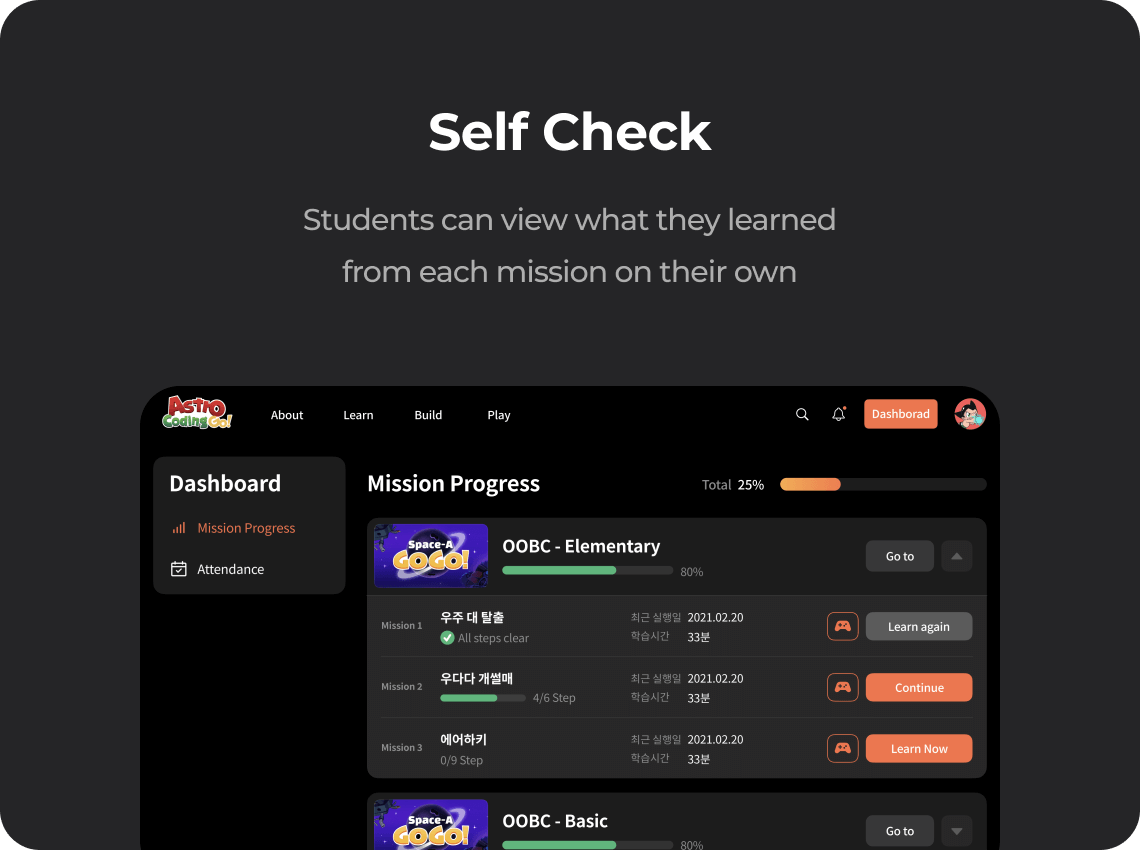 Self Check
Students can view what they learned
from each mission on their own
ASTRO
Coding Go!
About
Learn
Build
Play
Dashborad
Dashboard
Mission Progress
Attendance
Mission Progress
Total 25%
Space-A
GOGO!
OOBC - Elementary
80%
Go to
Mission 1
우주 대 탈출
All steps clear
최근 실행일 2021.02.20
학습시간 33분
Learn again
Mission 2
우다다 개썰매
4/6 Step
최근 실행일 2021.02.20
학습시간 33분
Continue
Mission 3
에어하키
0/9 Step
최근 실행일 2021.02.20
학습시간 33분
Learn Now
Space-A
GOGO!
OOBC - Basic
80%
Go to